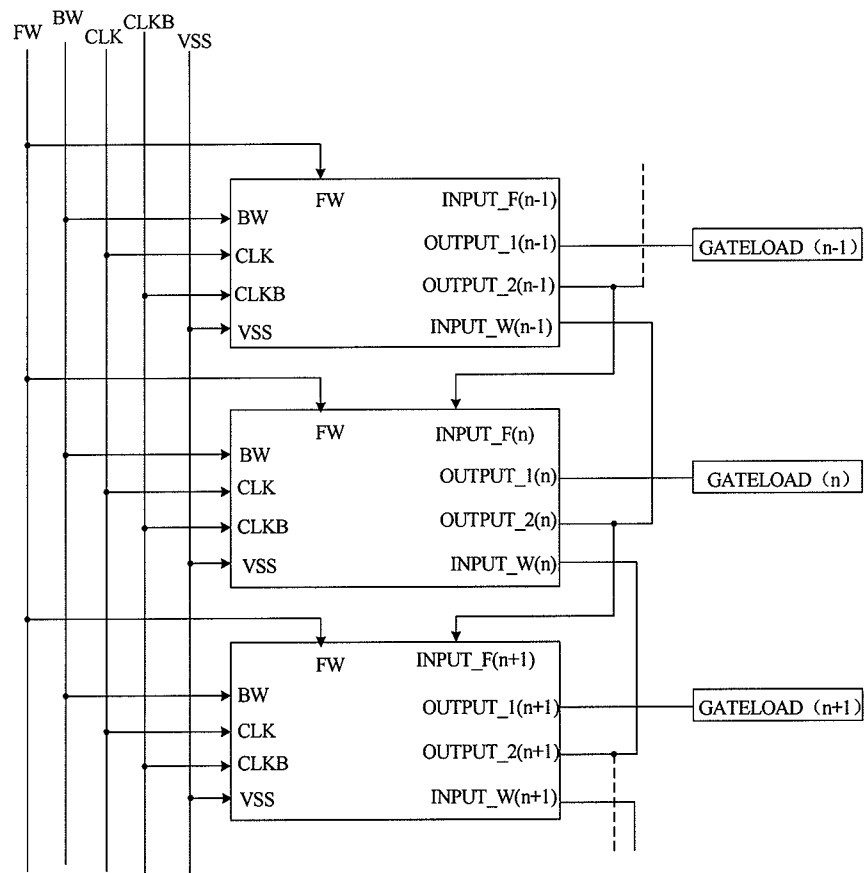 FW
BW
CLK
CLKB
VSS
FW
INPUT_F(n-1)
BW
OUTPUT_1(n-1)
GATELOAD（n-1）
CLK
OUTPUT_2(n-1)
CLKB
INPUT_W(n-1)
VSS
FW
INPUT_F(n)
BW
OUTPUT_1(n)
GATELOAD（n）
CLK
OUTPUT_2(n)
CLKB
INPUT_W(n)
VSS
FW
INPUT_F(n+1)
BW
OUTPUT_1(n+1)
GATELOAD（n+1）
CLK
OUTPUT_2(n+1)
CLKB
INPUT_W(n+1)
VSS